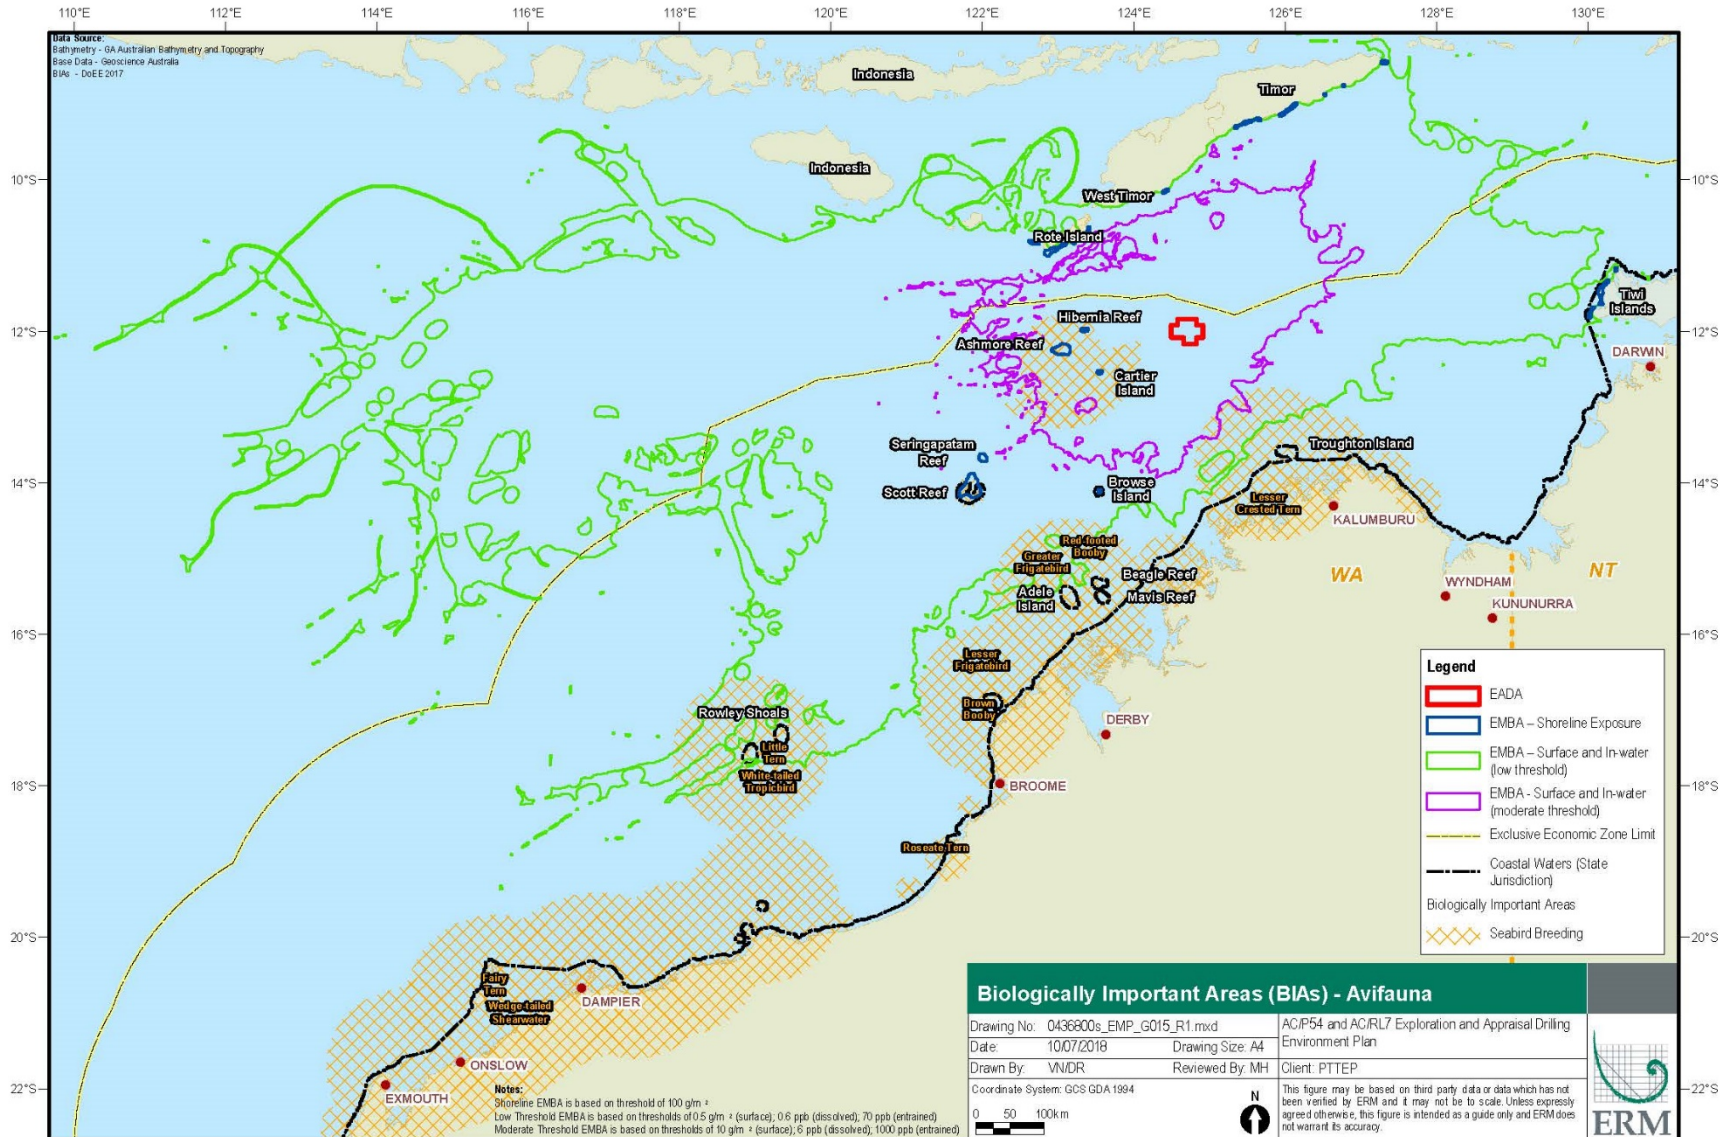 110°E 112°E 114°E 116°E 118°E 120°E 122°E 124°E 126°E 128°E 130°E
Data Source:
Bathymetry - GA Australian Bathymetry and Topography
Base Data - Geoscience Australia
BIAs - DoEE 2017
Indonesia
Timor
Indonesia
10°S
10°S
West Timor
Rote Island
Tiwi
Islands
Hibernia Reef
12°S
12°S
Ashmore Reef
DARWIN
Cartier
Island
Seringapatam
Reef
Troughton Island
14°S
14°S
Scott Reef
Browse
Island
Lesser
Crested Tern
KALUMBURU
Red-footed
Booby
Greater
Frigatebird
Beagle Reef
WA
NT
WYNDHAM
Adele
Island
Mavis Reef
KUNUNURRA
16°S
16°S
Lesser
Frigatebird
Brown
Booby
Rowley Shoals
DERBY
Little
Tern
White-tailed
Tropicbird
18°S
18°S
BROOME
Roseate Tern
20°S
20°S
Fairy
Tern
Wedge-tailed
Shearwater
DAMPIER
ONSLOW
22°S
22°S
EXMOUTH
Legend
EADA
EMBA – Shoreline Exposure
EMBA – Surface and In-water
(low threshold)
EMBA - Surface and In-water
(moderate threshold)
Exclusive Economic Zone Limit
Coastal Waters (State
Jurisdiction)
Biologically Important Areas
Seabird Breeding
Notes:
Shoreline EMBA is based on threshold of 100 g/m ²
Low Threshold EMBA is based on thresholds of 0.5 g/m ² (surface); 0.6 ppb (dissolved); 70 ppb (entrained)
Moderate Threshold EMBA is based on thresholds of 10 g/m ² (surface); 6 ppb (dissolved); 1000 ppb (entrained)
Biologically Important Areas (BIAs) - Avifauna
Drawing No: 0436800s_EMP_G015_R1.mxd
Date: 10/07/2018 Drawing Size: A4
Drawn By: VN/DR Reviewed By: MH
AC/P54 and AC/RL7 Exploration and Appraisal Drilling
Environment Plan
Client: PTTEP
Coordinate System: GCS GDA 1994
0 50 100km
N
This figure may be based on third party data or data which has not
been verified by ERM and it may not be to scale. Unless expressly
agreed otherwise, this figure is intended as a guide only and ERM does
not warrant its accuracy.
ERM